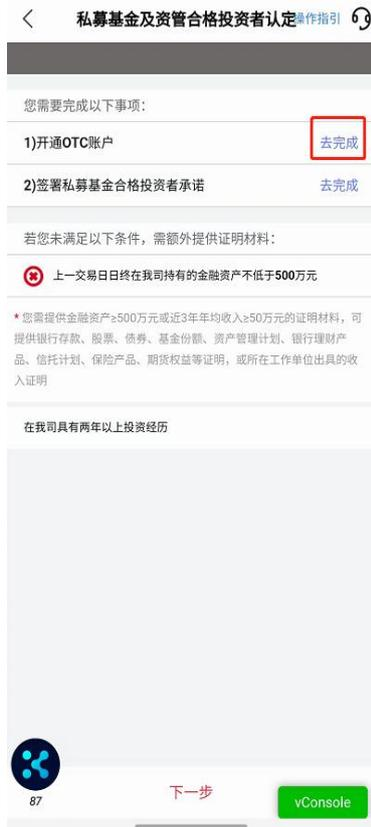 私募基金及资管合格投资者认定操作指引
您需要完成以下事项：
1)开通OTC账户 去完成
2)签署私募基金合格投资者承诺 去完成
若您未满足以下条件，需额外提供证明材料：
上一交易日日终在我司持有的金融资产不低于500万元
* 您需提供金融资产≥500万元或近3年年均收入≥50万元的证明材料，可
提供银行存款、股票、债券、基金份额、资产管理计划、银行理财产
品、信托计划、保险产品、期货权益等证明，或所在工作单位出具的收
入证明
在我司具有两年以上投资经历
下一步
87
vConsole